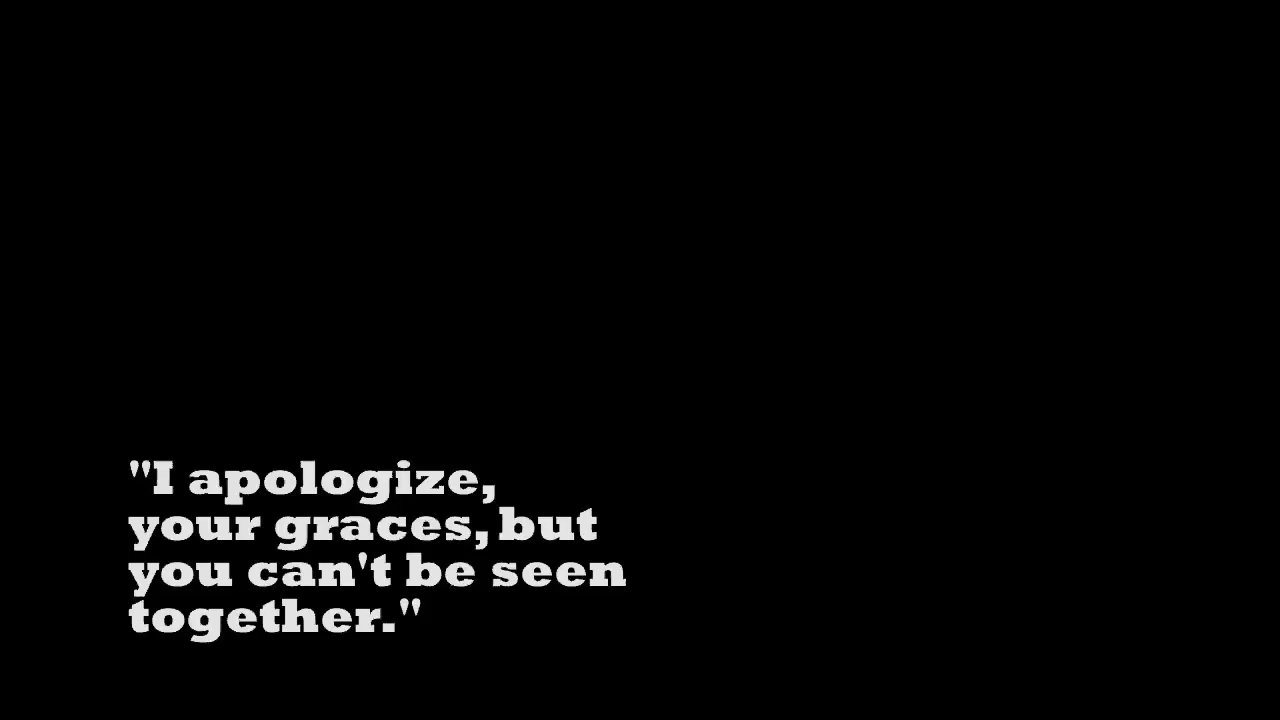 "I apologize,
your graces, but
you can't be seen
together."